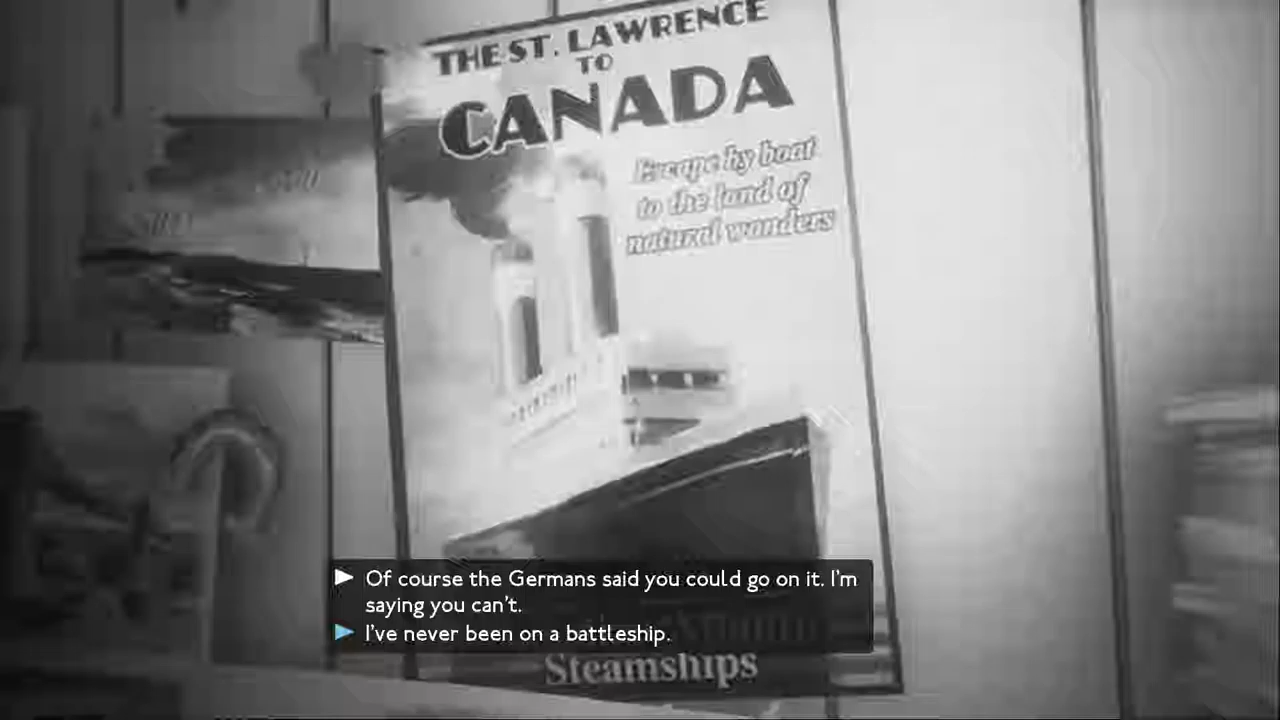 THE ST. LAWRENCE
TO
CANADA
Escape by boat
to the land of
natural wonders
Of course the Germans said you could go on it. I'm
saying you can't.
I've never been on a battleship.
Steamships